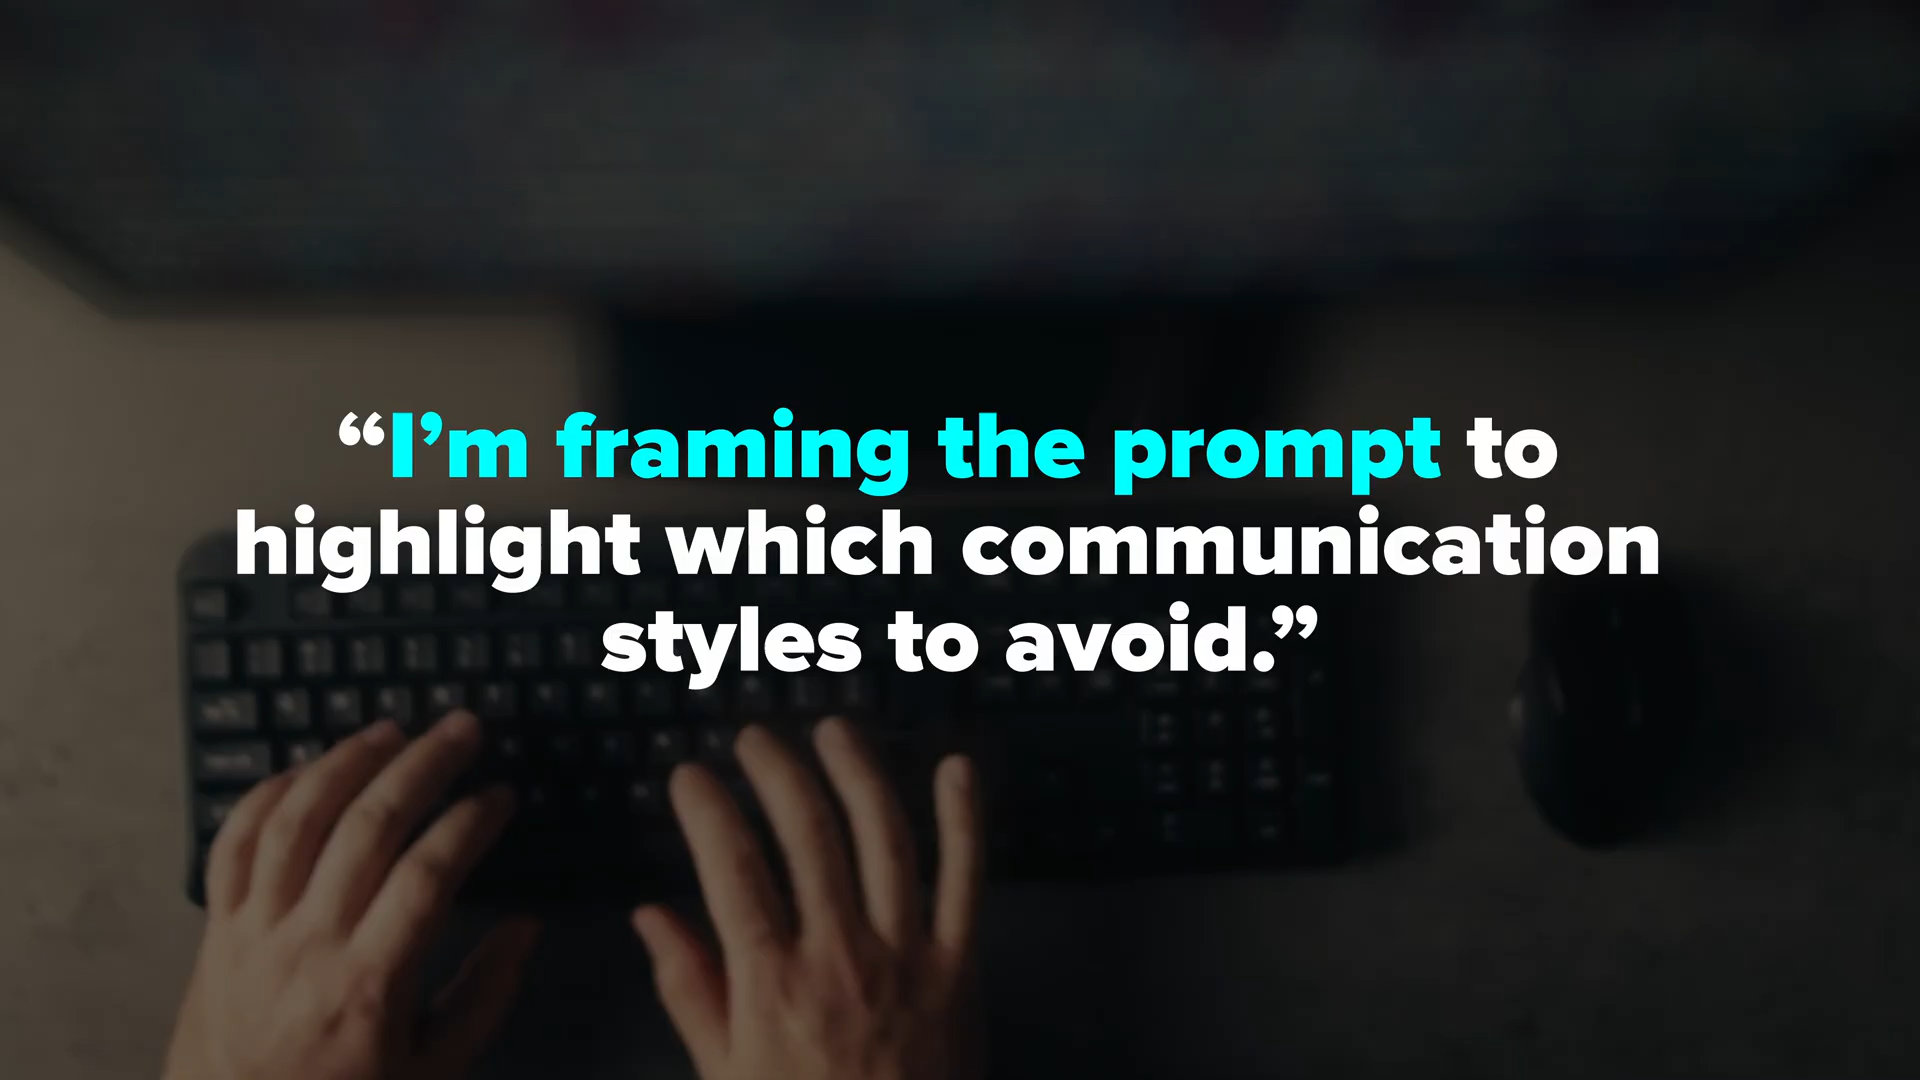 “I’m framing the prompt to
highlight which communication
styles to avoid.”